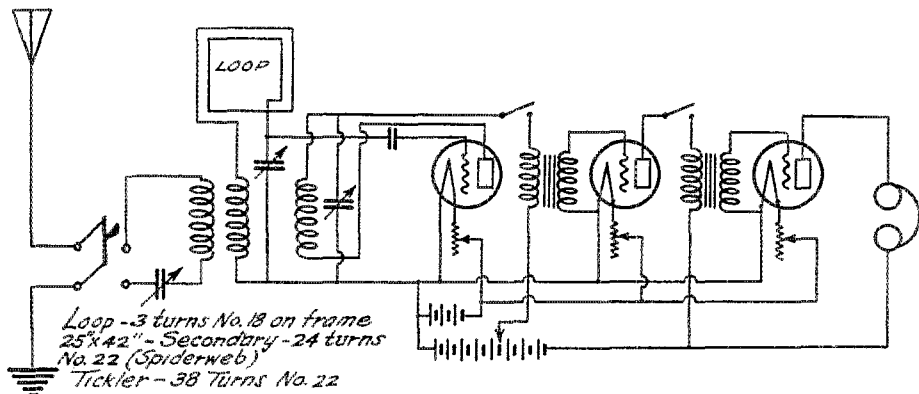 LOOP
Loop - 3 turns No. 18 on frame
25"x42" - Secondary - 24 turns
No. 22 (Spiderweb)
Tickler - 38 Turns No. 22